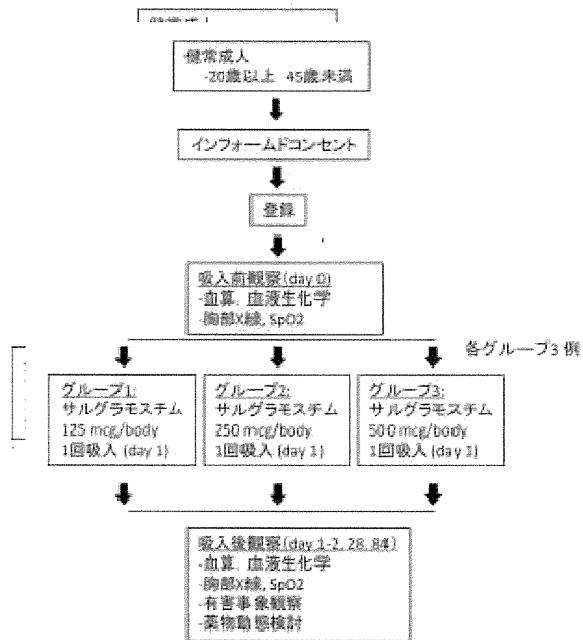 健常成人
-20歳以上 45歳未満
インフォームドコンセント
登録
吸入前観察(day 0)
-血算、血液生化学
-胸部X線, SpO2
各グループ3 例
グループ1:
サルグラモスチム
125 mcg/body
1回吸入 (day 1)
グループ2:
サルグラモスチム
250 mcg/body
1回吸入 (day 1)
グループ3:
サルグラモスチム
500 mcg/body
1回吸入 (day 1)
吸入後観察(day 1-2, 28, 84)
-血算、血液生化学
-胸部X線, SpO2
-有害事象観察
-薬物動態検討